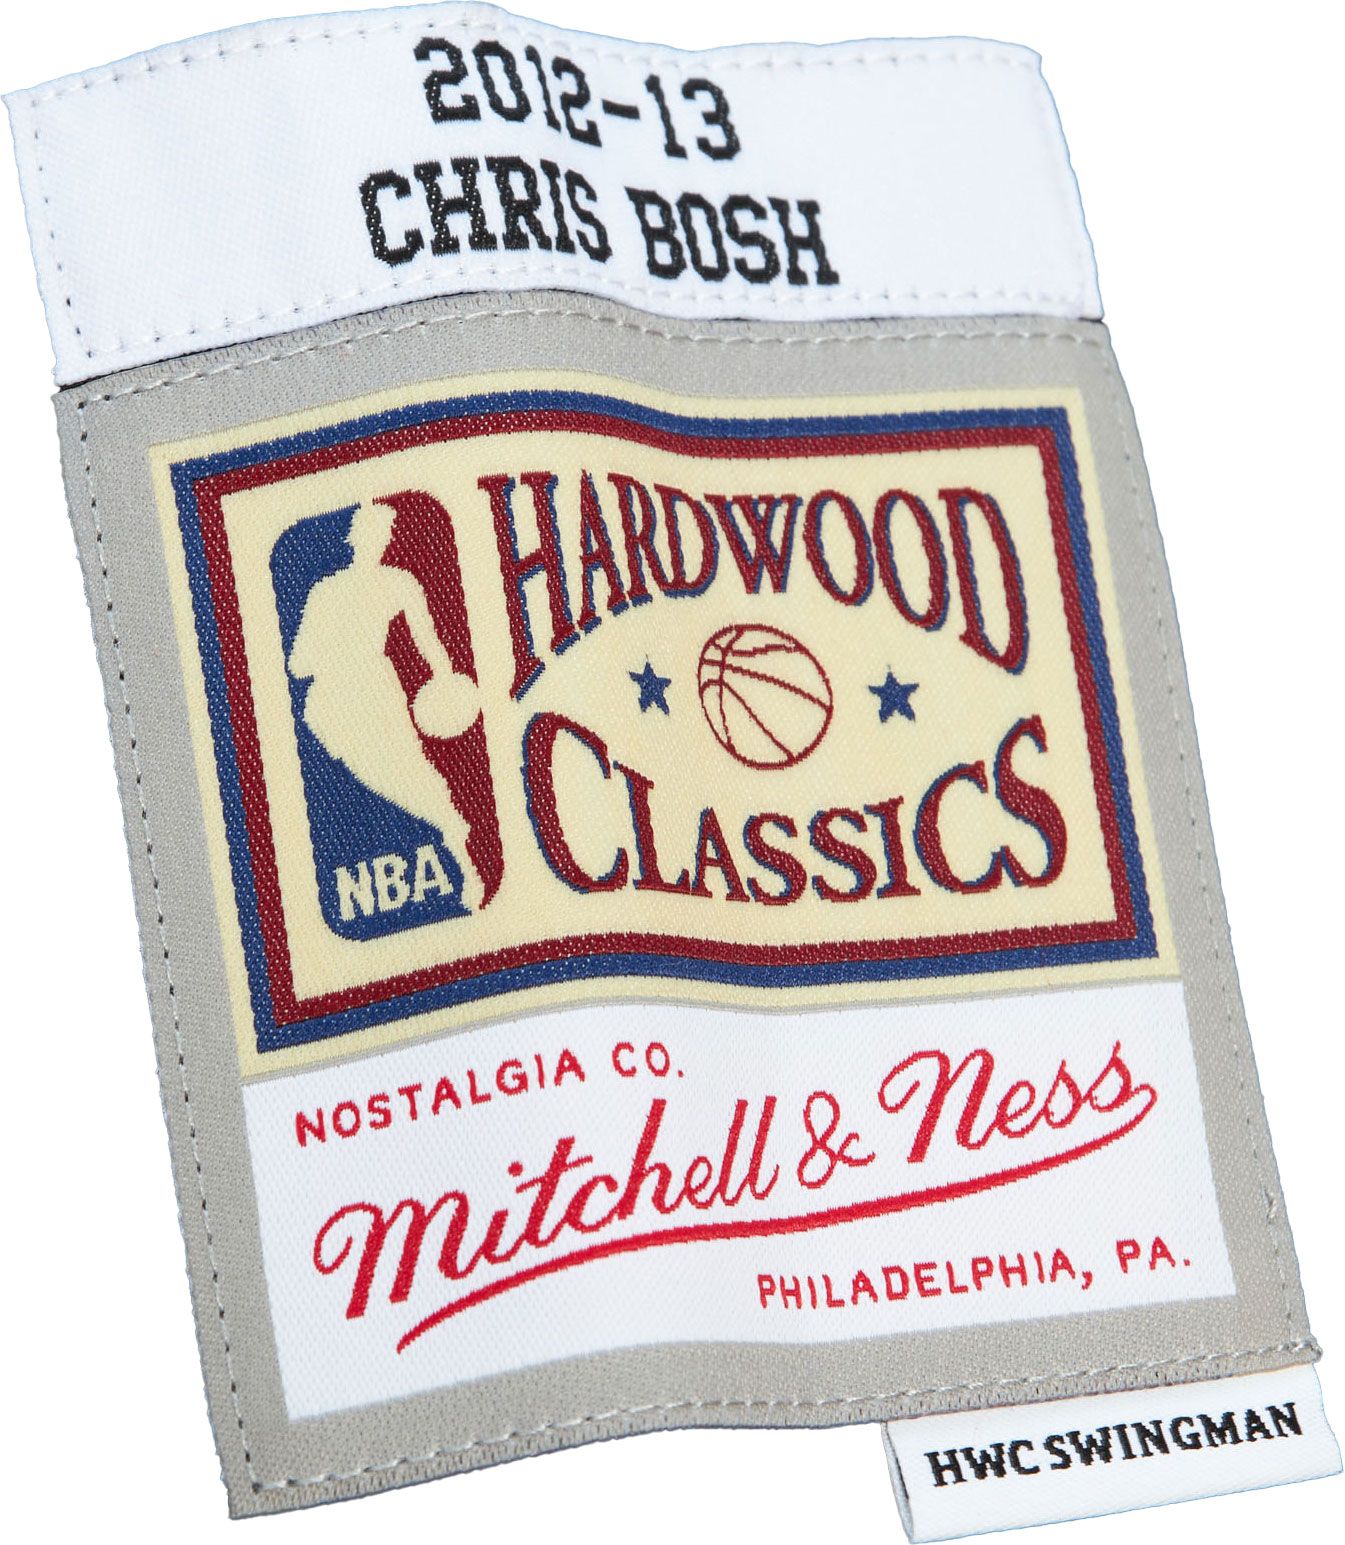 2012-13
CHRIS BOSH
HARDWOOD
CLASSICS
NBA
NOSTALGIA CO.
Mitchell & Ness
PHILADELPHIA, PA.
HWC SWINGMAN